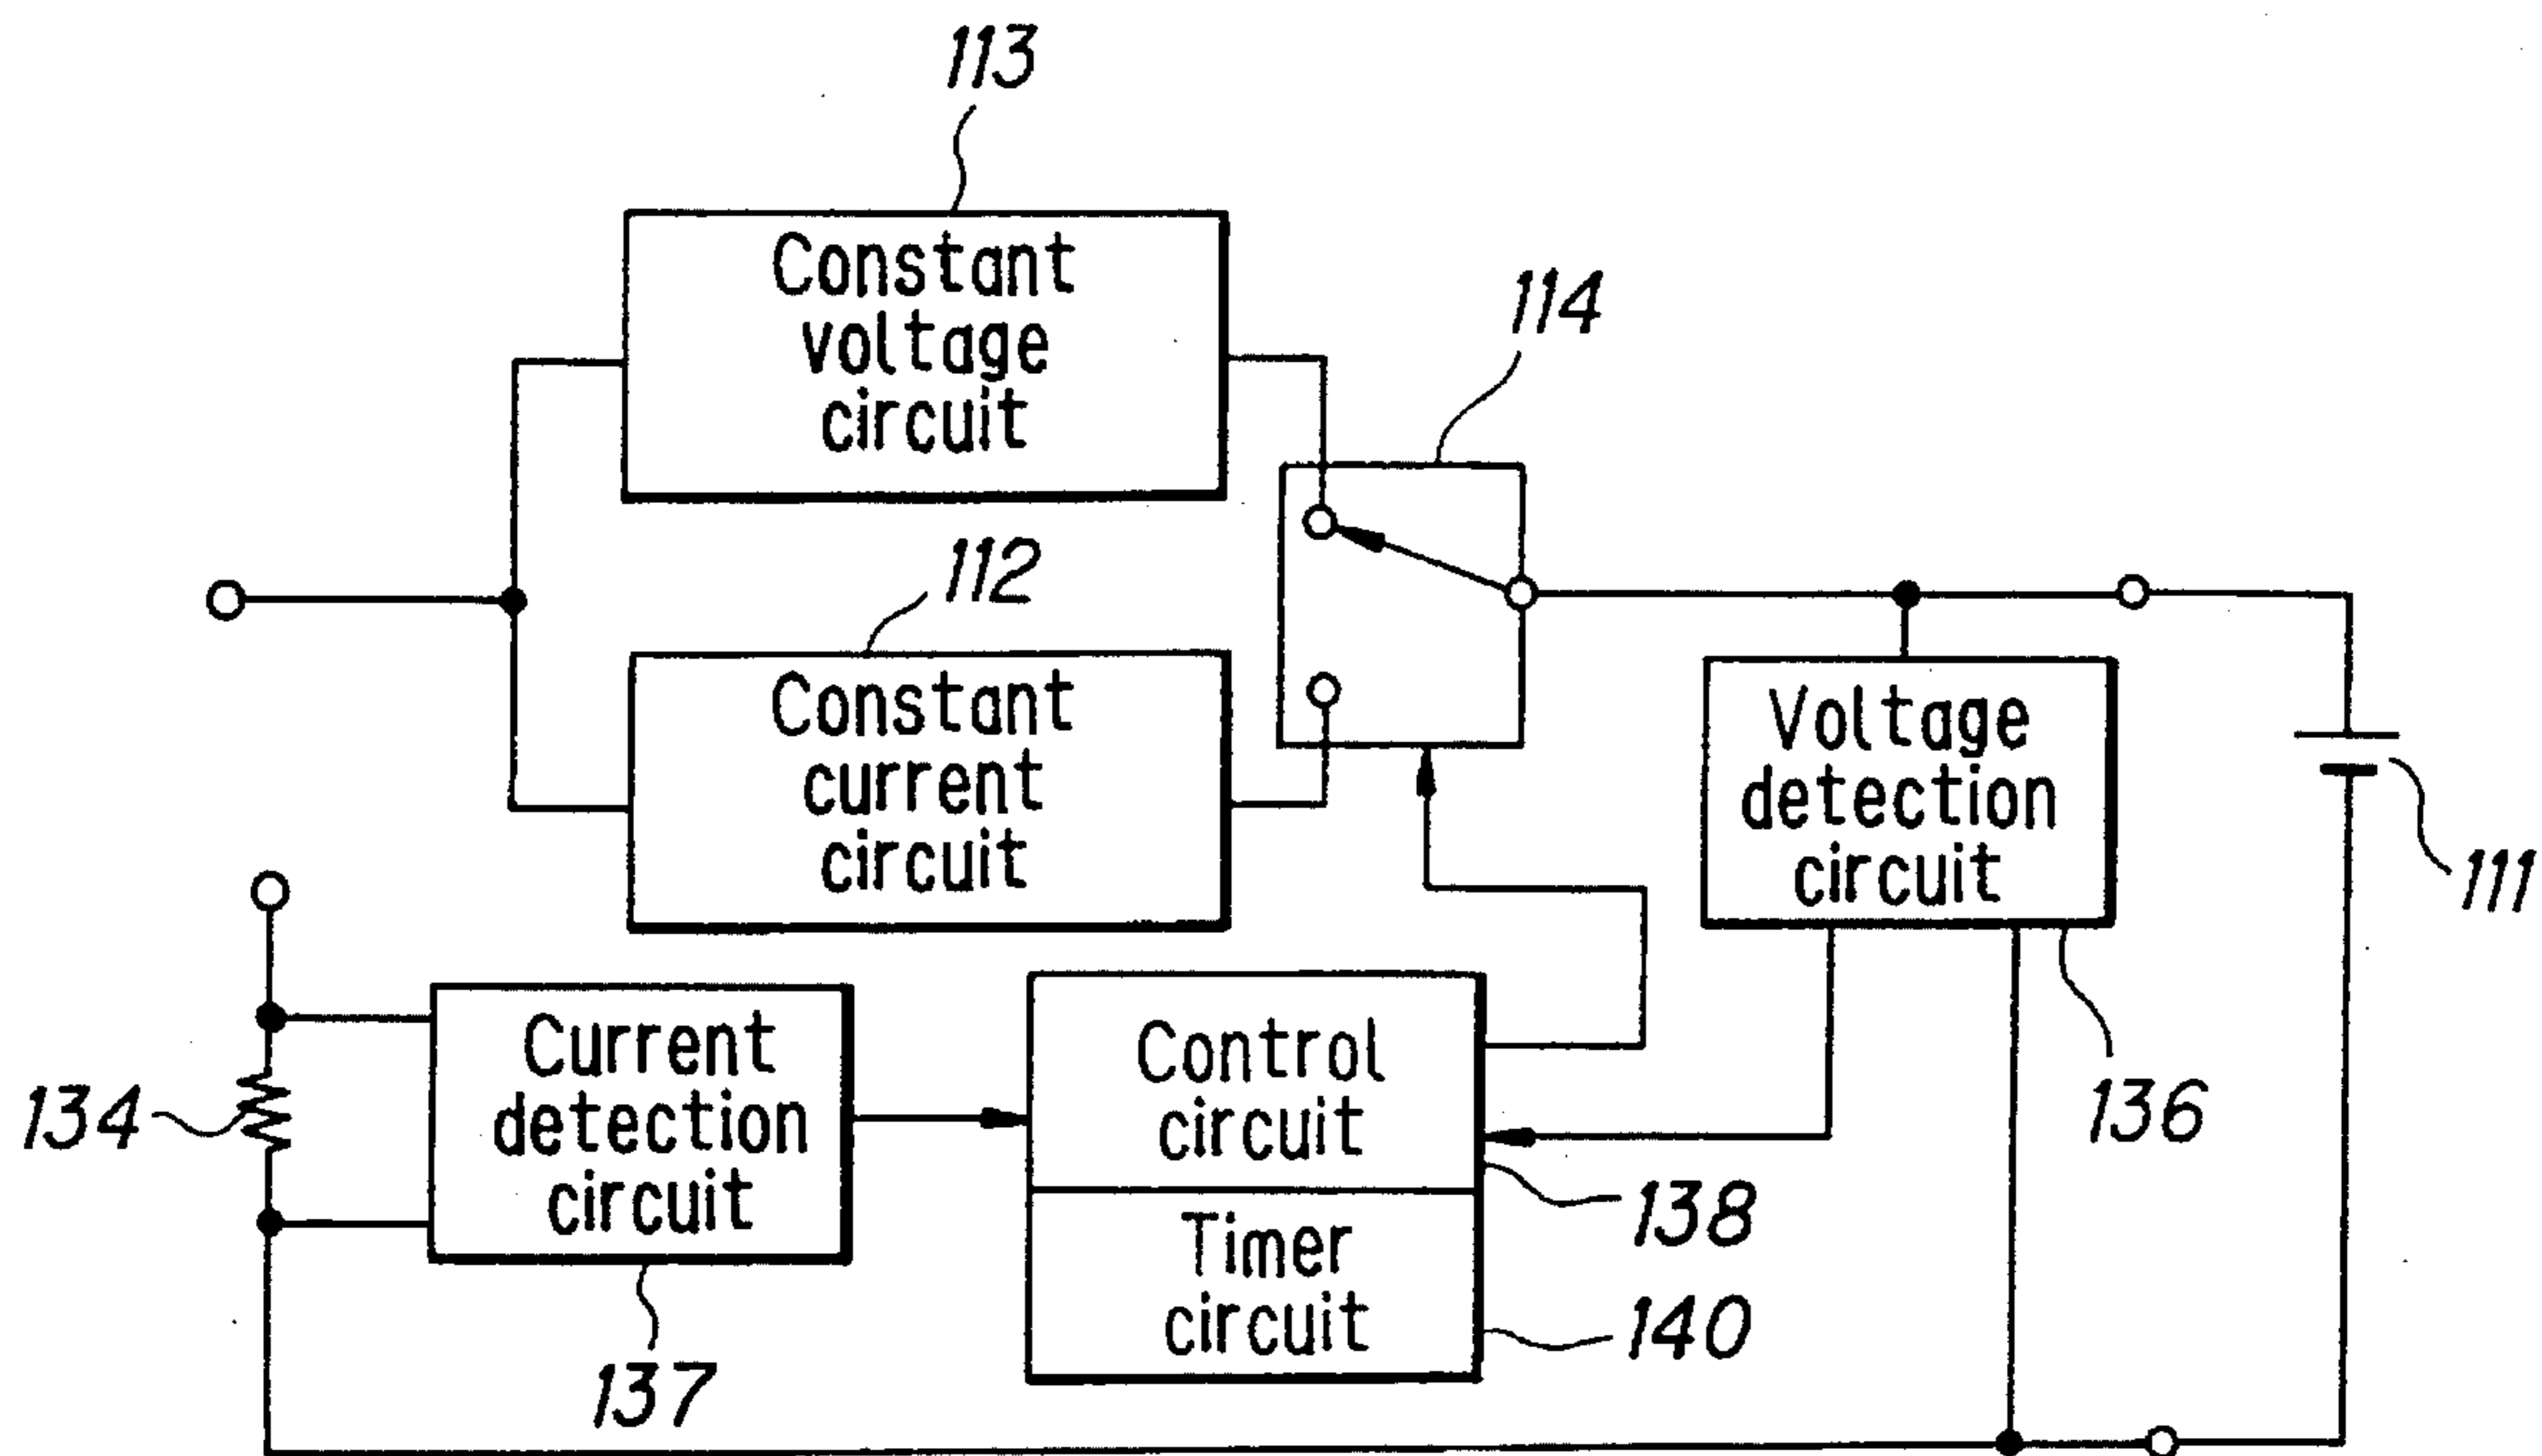 113
Constant
voltage
circuit
114
112
Constant
current
circuit
Voltage
detection
circuit
111
Current
detection
circuit
Control
circuit
134
136
138
Timer
circuit
140
137